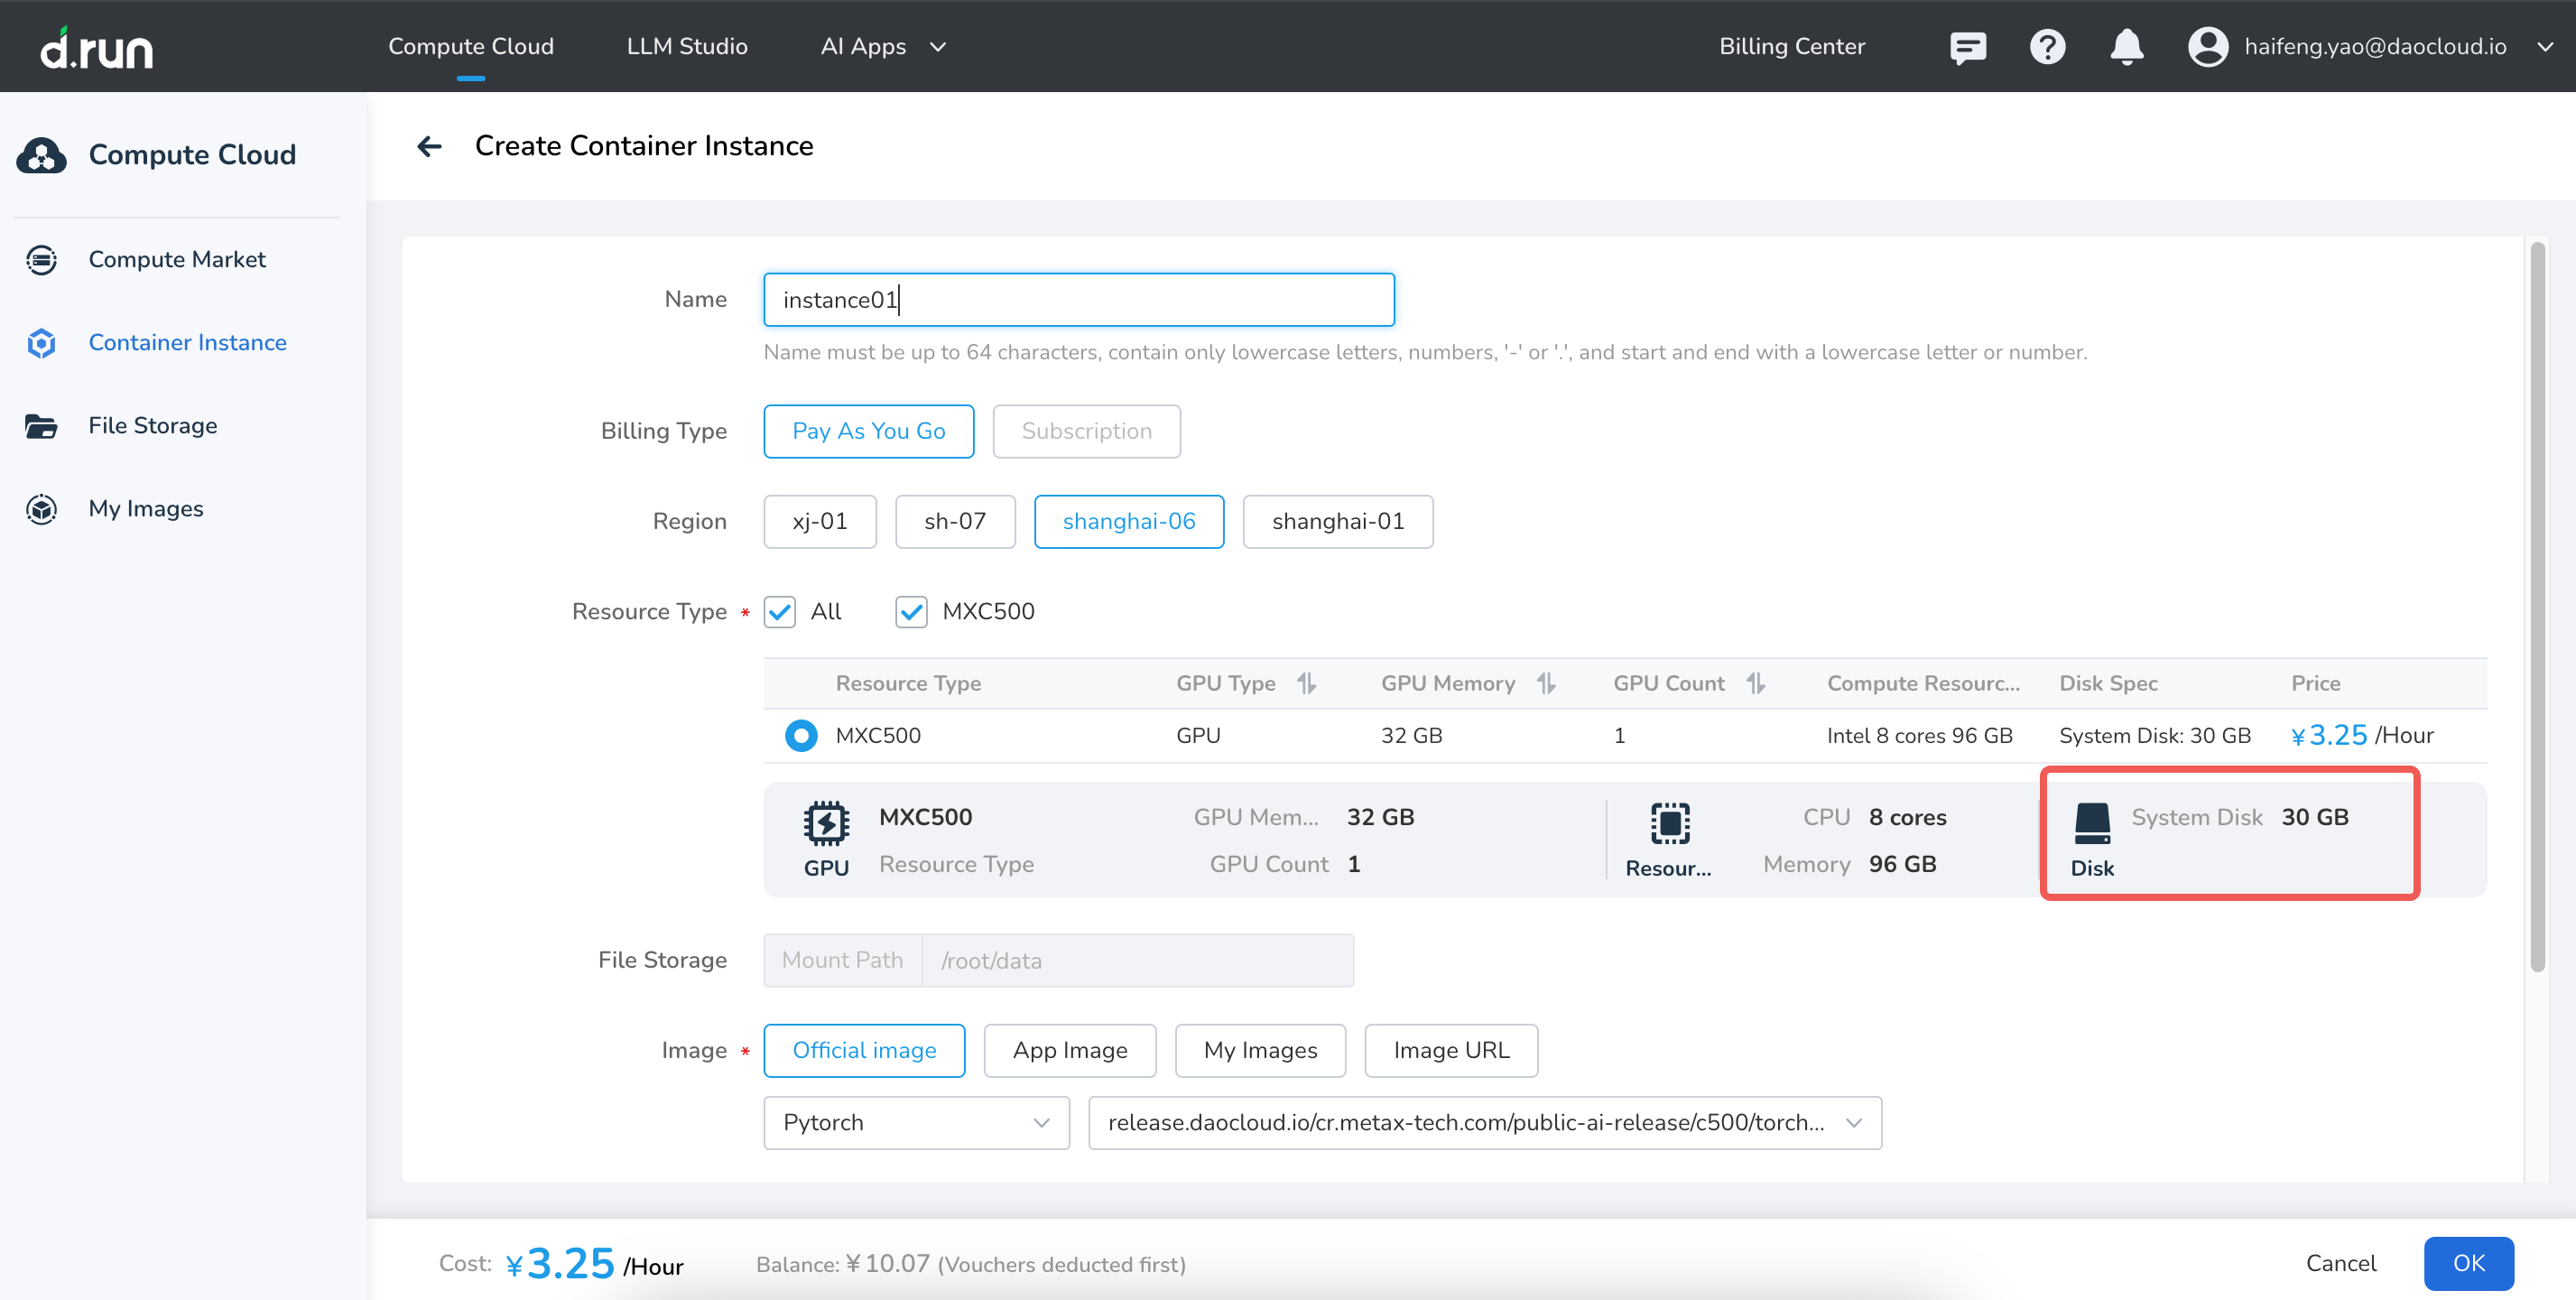 d.run
Compute Cloud
LLM Studio
AI Apps
Billing Center
haifeng.yao@daocloud.io
Compute Cloud
Compute Market
Container Instance
File Storage
My Images
Create Container Instance
Name
instance01
Name must be up to 64 characters, contain only lowercase letters, numbers, '-' or '.', and start and end with a lowercase letter or number.
Billing Type
Pay As You Go
Subscription
Region
xj-01
sh-07
shanghai-06
shanghai-01
Resource Type *
All
MXC500
Resource Type
GPU Type
GPU Memory
GPU Count
Compute Resourc...
Disk Spec
Price
MXC500
GPU
32 GB
1
Intel 8 cores 96 GB
System Disk: 30 GB
¥ 3.25 /Hour
GPU
MXC500
Resource Type
GPU Mem... 32 GB
GPU Count 1
Resour...
CPU 8 cores
Memory 96 GB
Disk
System Disk 30 GB
File Storage
Mount Path
/root/data
Image *
Official image
App Image
My Images
Image URL
Pytorch
release.daocloud.io/cr.metax-tech.com/public-ai-release/c500/torch...
Cost: ¥ 3.25 /Hour
Balance: ¥ 10.07 (Vouchers deducted first)
Cancel
OK